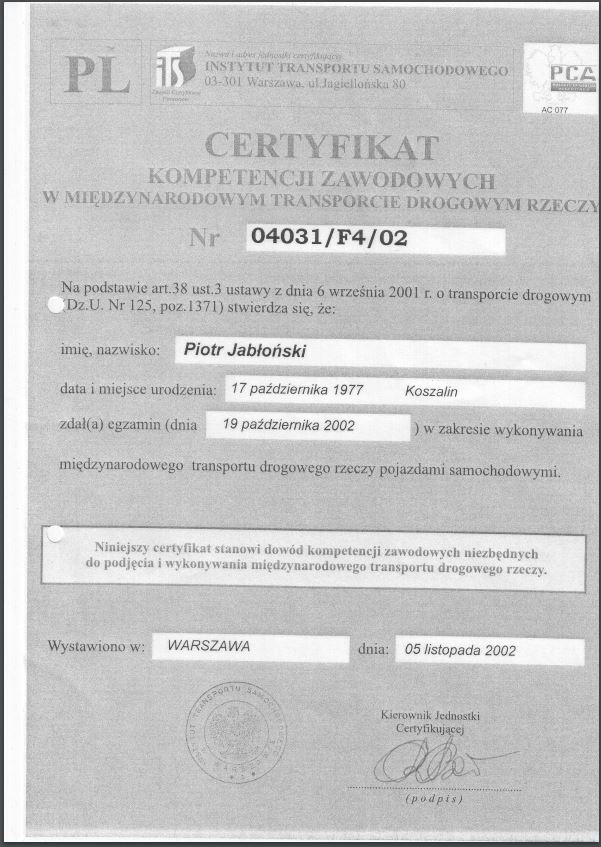 PL
ITS
Zespół Certyfikacji
Nazwa i adres jednostki certyfikującej
INSTYTUT TRANSPORTU SAMOCHODOWEGO
03-301 Warszawa, ul.Jagiellońska 80
PCA
AC 077
CERTYFIKAT
KOMPETENCJI ZAWODOWYCH
W MIĘDZYNARODOWYM TRANSPORCIE DROGOWYM RZECZY
Nr 04031/F4/02
Na podstawie art.38 ust.3 ustawy z dnia 6 września 2001 r. o transporcie drogowym
(Dz.U. Nr 125, poz.1371) stwierdza się, że:
imię, nazwisko: Piotr Jabłoński
data i miejsce urodzenia: 17 października 1977 Koszalin
zdał(a) egzamin (dnia 19 października 2002 ) w zakresie wykonywania
międzynarodowego transportu drogowego rzeczy pojazdami samochodowymi.
Niniejszy certyfikat stanowi dowód kompetencji zawodowych niezbędnych
do podjęcia i wykonywania międzynarodowego transportu drogowego rzeczy.
Wystawiono w: WARSZAWA dnia: 05 listopada 2002
INSTYTUT TRANSPORTU SAMOCHODOWEGO
Kierownik Jednostki
Certyfikującej
(podpis)